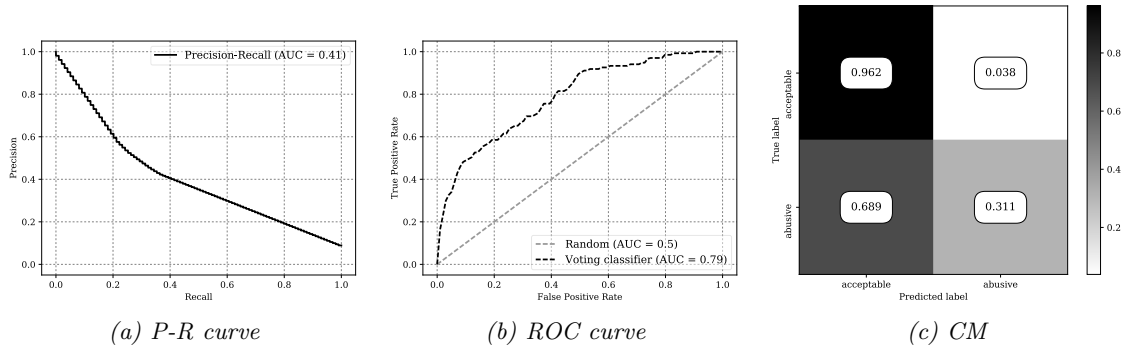 1.0
0.8
0.6
0.4
0.2
0.0
Precision
0.0 0.2 0.4 0.6 0.8 1.0
Recall
Precision-Recall (AUC = 0.41)
(a) P-R curve
1.0
0.8
0.6
0.4
0.2
0.0
True Positive Rate
0.0 0.2 0.4 0.6 0.8 1.0
False Positive Rate
Random (AUC = 0.5)
Voting classifier (AUC = 0.79)
(b) ROC curve
True label
acceptable
abusive
0.962 0.038
0.689 0.311
acceptable abusive
Predicted label
0.8
0.6
0.4
0.2
(c) CM